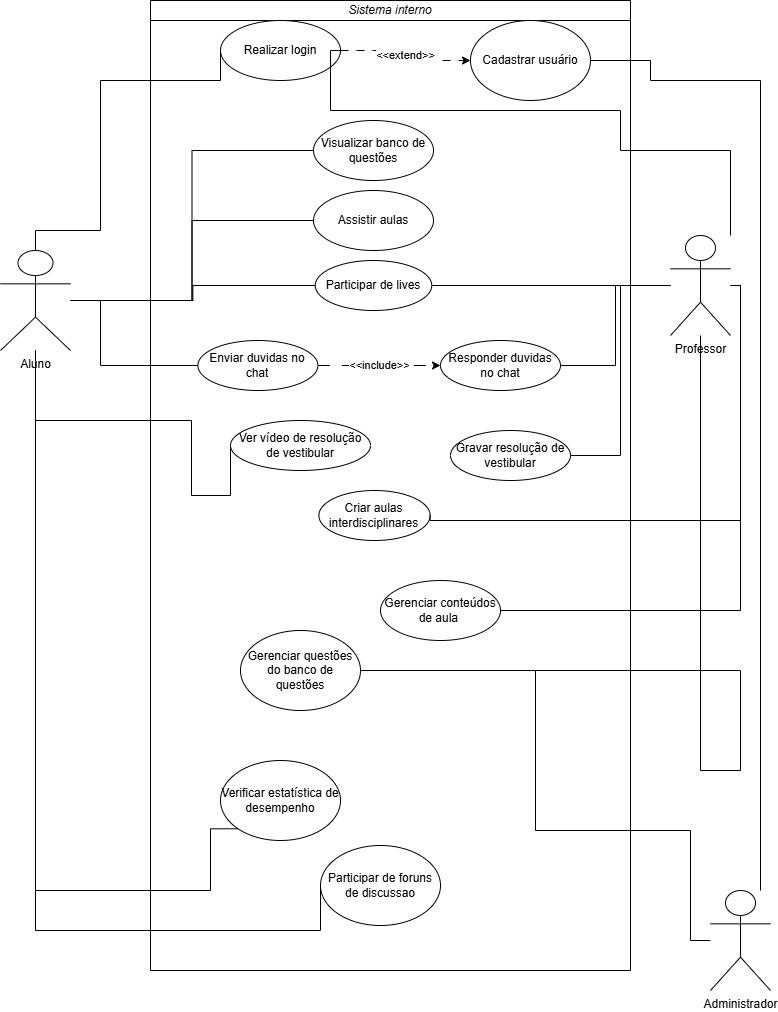 Sistema interno
Realizar login
<<extend>>
Cadastrar usuário
Visualizar banco de
questões
Assistir aulas
Participar de lives
Aluno
Professor
Enviar duvidas no
chat
<<include>>
Responder duvidas
no chat
Ver vídeo de resolução
de vestibular
Gravar resolução de
vestibular
Criar aulas
interdisciplinares
Gerenciar conteúdos
de aula
Gerenciar questões
do banco de
questões
Verificar estatística de
desempenho
Participar de foruns
de discussao
Administrador